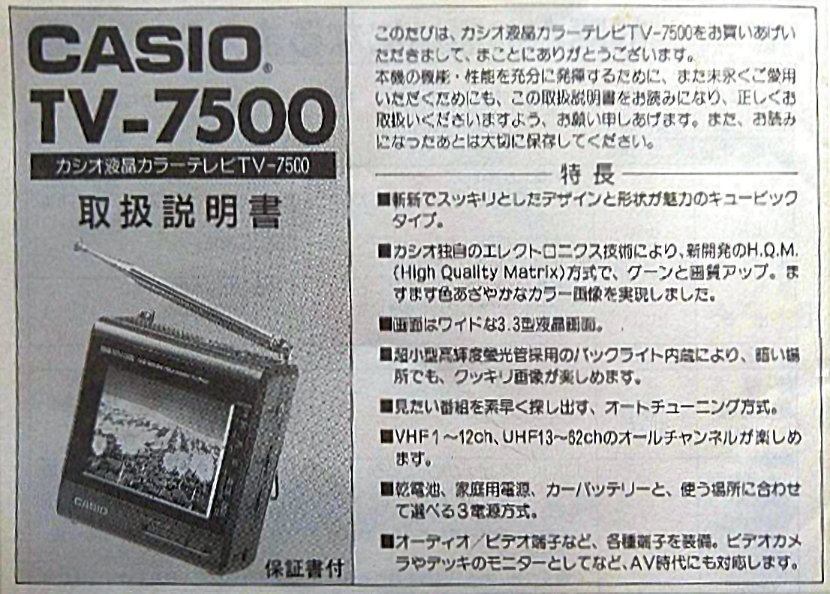 CASIO®
TV-7500
カシオ液晶カラーテレビTV-7500
取扱説明書
CASIO
保証書付
このたびは、カシオ液晶カラーテレビTV-7500をお買いあげい
ただきまして、まことにありがとうございます。
本機の機能・性能を充分に発揮するために、また末永くご愛用
いただくためにも、この取扱説明書をお読みになり、正しくお
取扱いくださいますよう、お願い申しあげます。また、お読み
になったあとは大切に保存してください。
特長
■斬新でスッキリとしたデザインと形状が魅力のキュービック
タイプ。
■カシオ独自のエレクトロニクス技術により、新開発のH.Q.M.
(High Quality Matrix)方式で、グーンと画質アップ。ま
すます色あざやかなカラー画像を実現しました。
■画面はワイドな3.3型液晶画面。
■超小型高輝度螢光管採用のバックライト内蔵により、暗い場
所でも、クッキリ画像が楽しめます。
■見たい番組を素早く探し出す、オートチューニング方式。
■VHF1〜12ch、UHF13〜62chのオールチャンネルが楽しめ
ます。
■乾電池、家庭用電源、カーバッテリーと、使う場所に合わせ
て選べる3電源方式。
■オーディオ／ビデオ端子など、各種端子を装備。ビデオカメ
ラやデッキのモニターとしてなど、AV時代にも対応します。